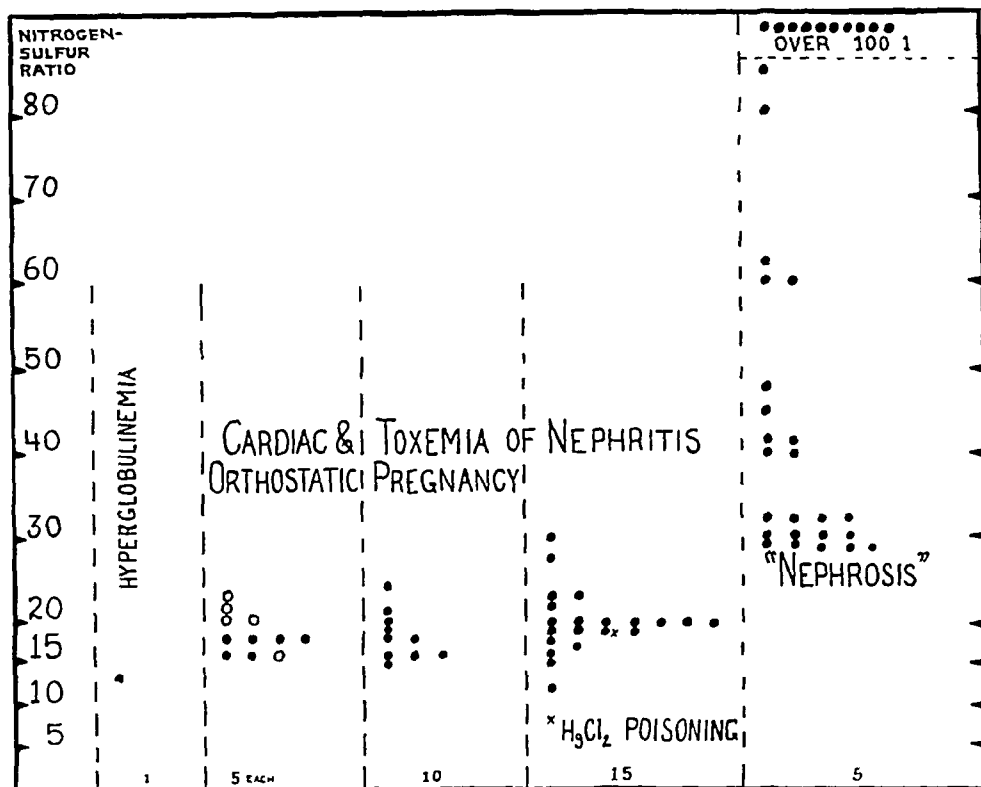 NITROGEN-
SULFUR
RATIO
OVER 100 1
80
70
60
50
40
30
20
15
10
5
HYPERGLOBULINEMIA
CARDIAC &
ORTHOSTATIC
TOXEMIA OF
PREGNANCY
NEPHRITIS
"NEPHROSIS"
x HgCl2 POISONING
1
5 EACH
10
15
5